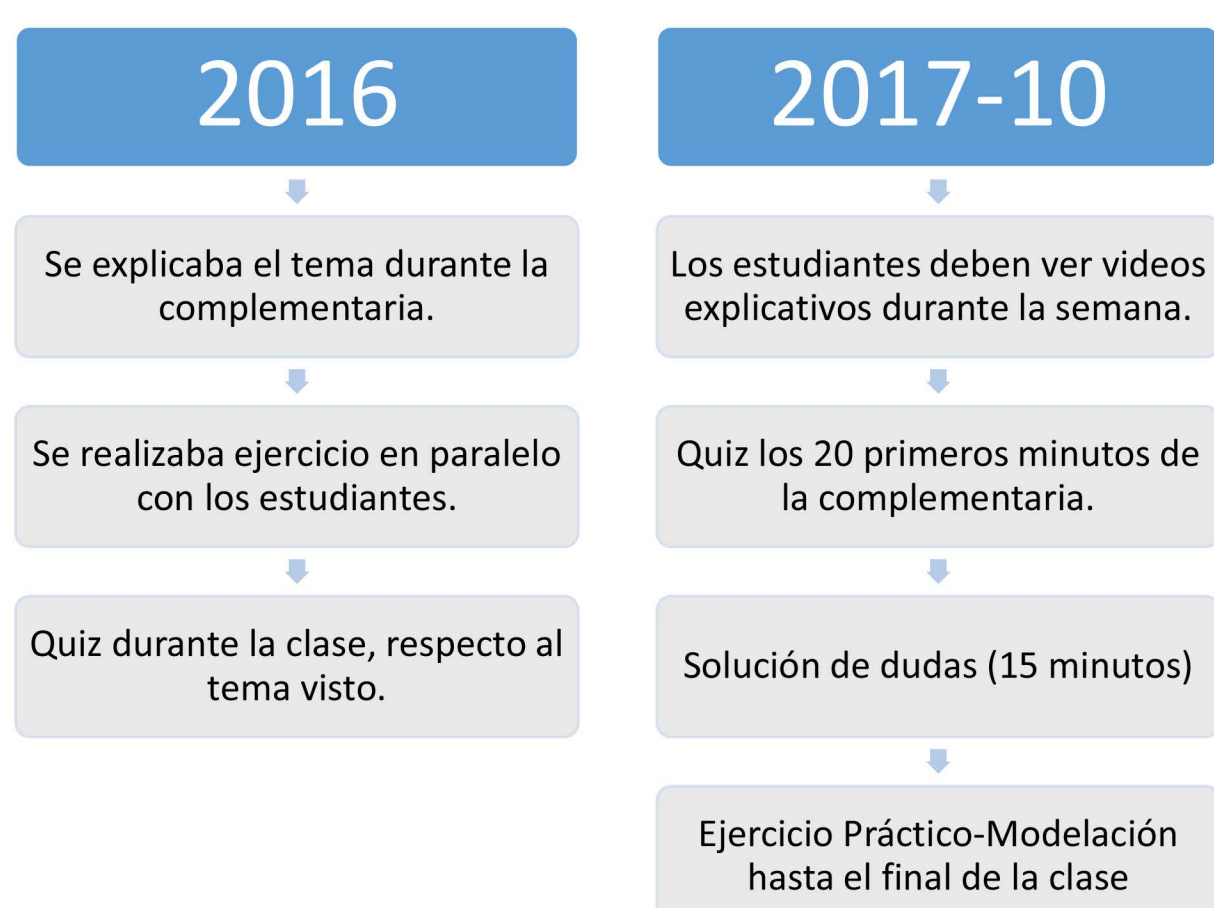 2016
Se explicaba el tema durante la
complementaria.
Se realizaba ejercicio en paralelo
con los estudiantes.
Quiz durante la clase, respecto al
tema visto.
2017-10
Los estudiantes deben ver videos
explicativos durante la semana.
Quiz los 20 primeros minutos de
la complementaria.
Solución de dudas (15 minutos)
Ejercicio Práctico-Modelación
hasta el final de la clase